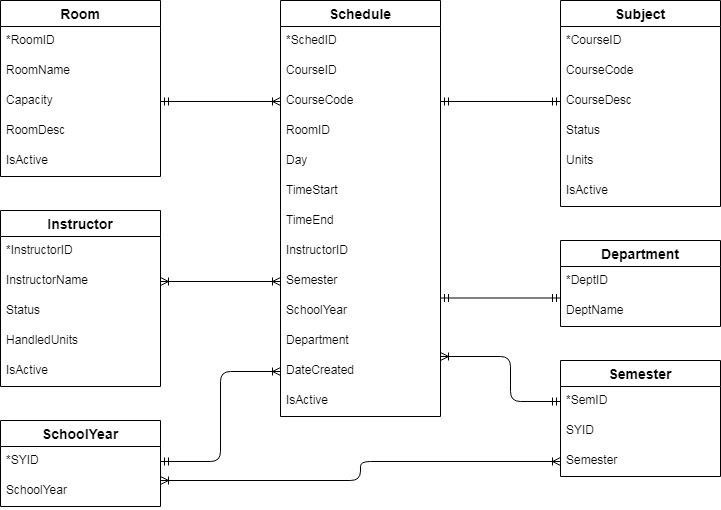 Room
*RoomID
RoomName
Capacity
RoomDesc
IsActive
Instructor
*InstructorID
InstructorName
Status
HandledUnits
IsActive
SchoolYear
*SYID
SchoolYear
Schedule
*SchedID
CourseID
CourseCode
RoomID
Day
TimeStart
TimeEnd
InstructorID
Semester
SchoolYear
Department
DateCreated
IsActive
Subject
*CourseID
CourseCode
CourseDesc
Status
Units
IsActive
Department
*DeptID
DeptName
Semester
*SemID
SYID
Semester